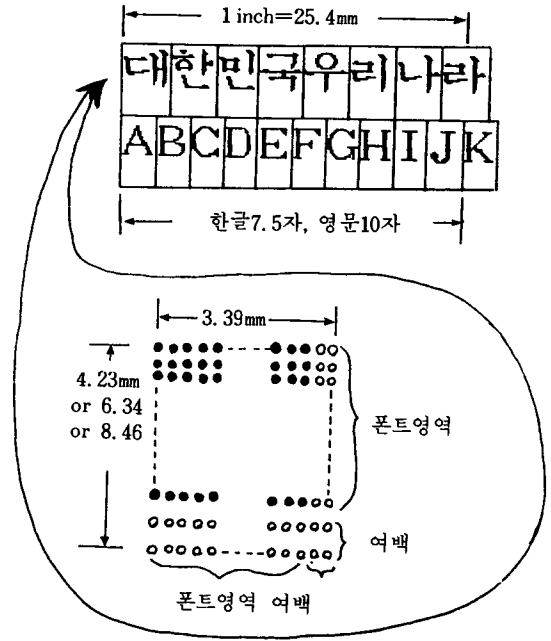 1 inch=25.4mm
대한민국우리나라
ABCDEFGHIJK
한글7.5자, 영문10자
3.39mm
4.23mm
or 6.34
or 8.46
폰트영역
여백
폰트영역 여백